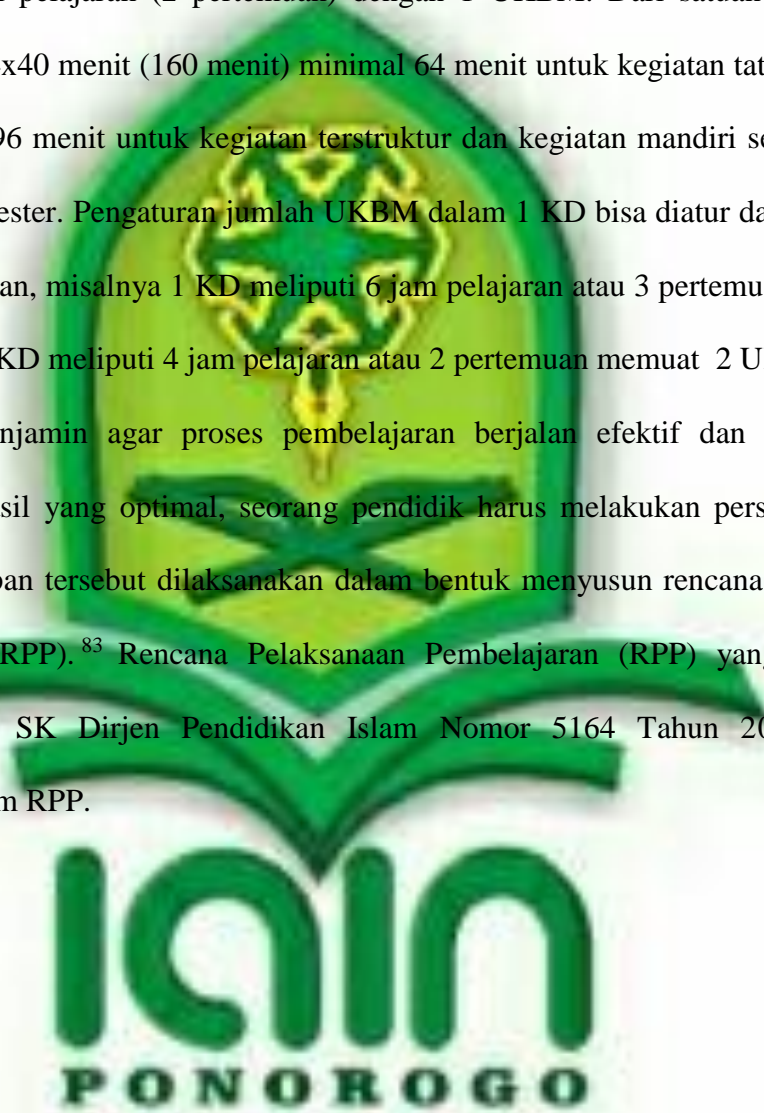 pelajaran (2 pertemuan) dengan 1 UKBM. Dari satuan
x40 menit (160 menit) minimal 64 menit untuk kegiatan tat
96 menit untuk kegiatan terstruktur dan kegiatan mandiri se
ester. Pengaturan jumlah UKBM dalam 1 KD bisa diatur da
an, misalnya 1 KD meliputi 6 jam pelajaran atau 3 pertemu
KD meliputi 4 jam pelajaran atau 2 pertemuan memuat 2 U
njamin agar proses pembelajaran berjalan efektif dan
sil yang optimal, seorang pendidik harus melakukan pers
pan tersebut dilaksanakan dalam bentuk menyusun rencana
RPP). 83 Rencana Pelaksanaan Pembelajaran (RPP) yang
SK Dirjen Pendidikan Islam Nomor 5164 Tahun 20
m RPP.
IAIN
PONOROGO